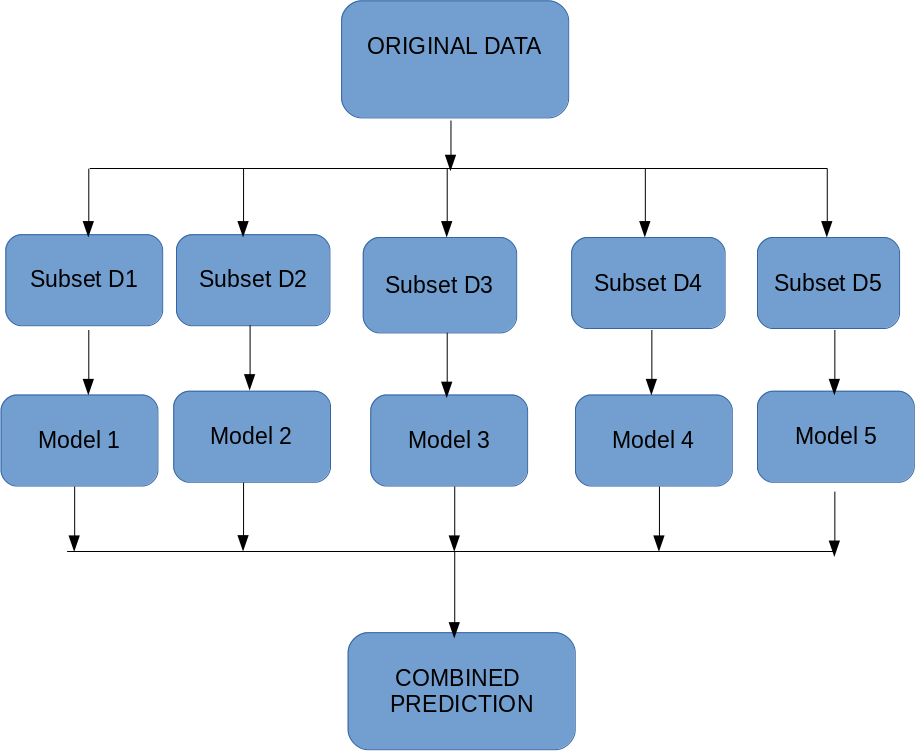 ORIGINAL DATA
Subset D1
Subset D2
Subset D3
Subset D4
Subset D5
Model 1
Model 2
Model 3
Model 4
Model 5
COMBINED
PREDICTION